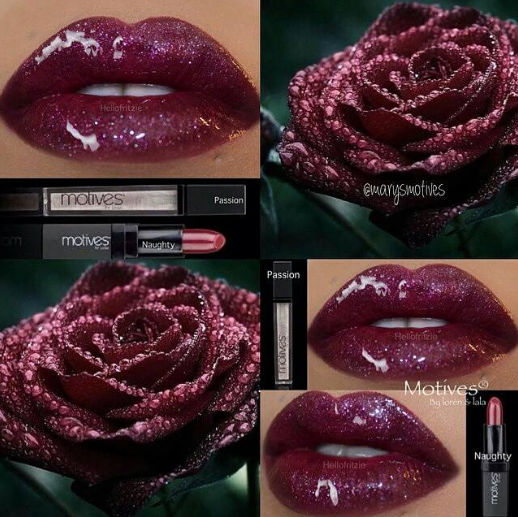 Hellofritzie
@marysmotives
motives
Passion
motives
Naughty
Passion
motives
Hellofritzie
Motives©
By loren & lala
Hellofritzie
Naughty
motives